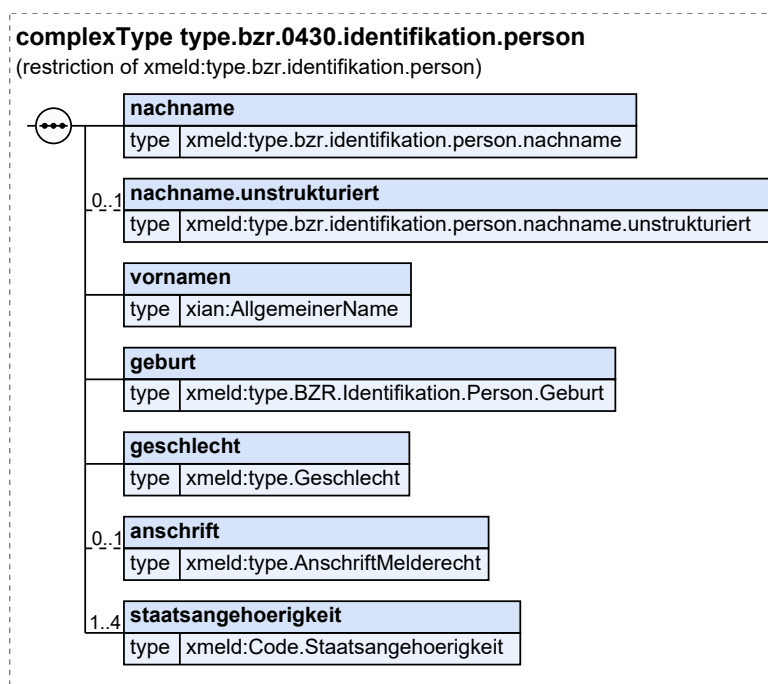 complexType type.bzr.0430.identifikation.person
(restriction of xmeld:type.bzr.identifikation.person)
nachname
type xmeld:type.bzr.identifikation.person.nachname
0..1 nachname.unstrukturiert
type xmeld:type.bzr.identifikation.person.nachname.unstrukturiert
vornamen
type xian:AllgemeinerName
geburt
type xmeld:type.BZR.Identifikation.Person.Geburt
geschlecht
type xmeld:type.Geschlecht
0..1 anschrift
type xmeld:type.AnschriftMelderecht
1..4 staatsangehoerigkeit
type xmeld:Code.Staatsangehoerigkeit